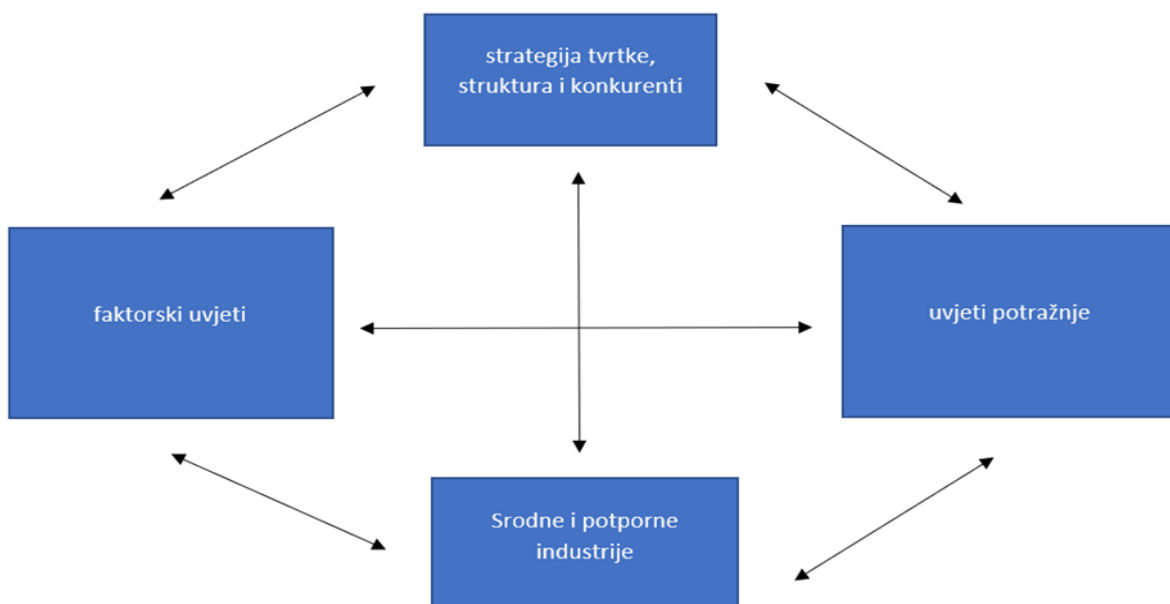 strategija tvrtke,
struktura i konkurenti
faktorski uvjeti
uvjeti potražnje
Srodne i potporne
industrije